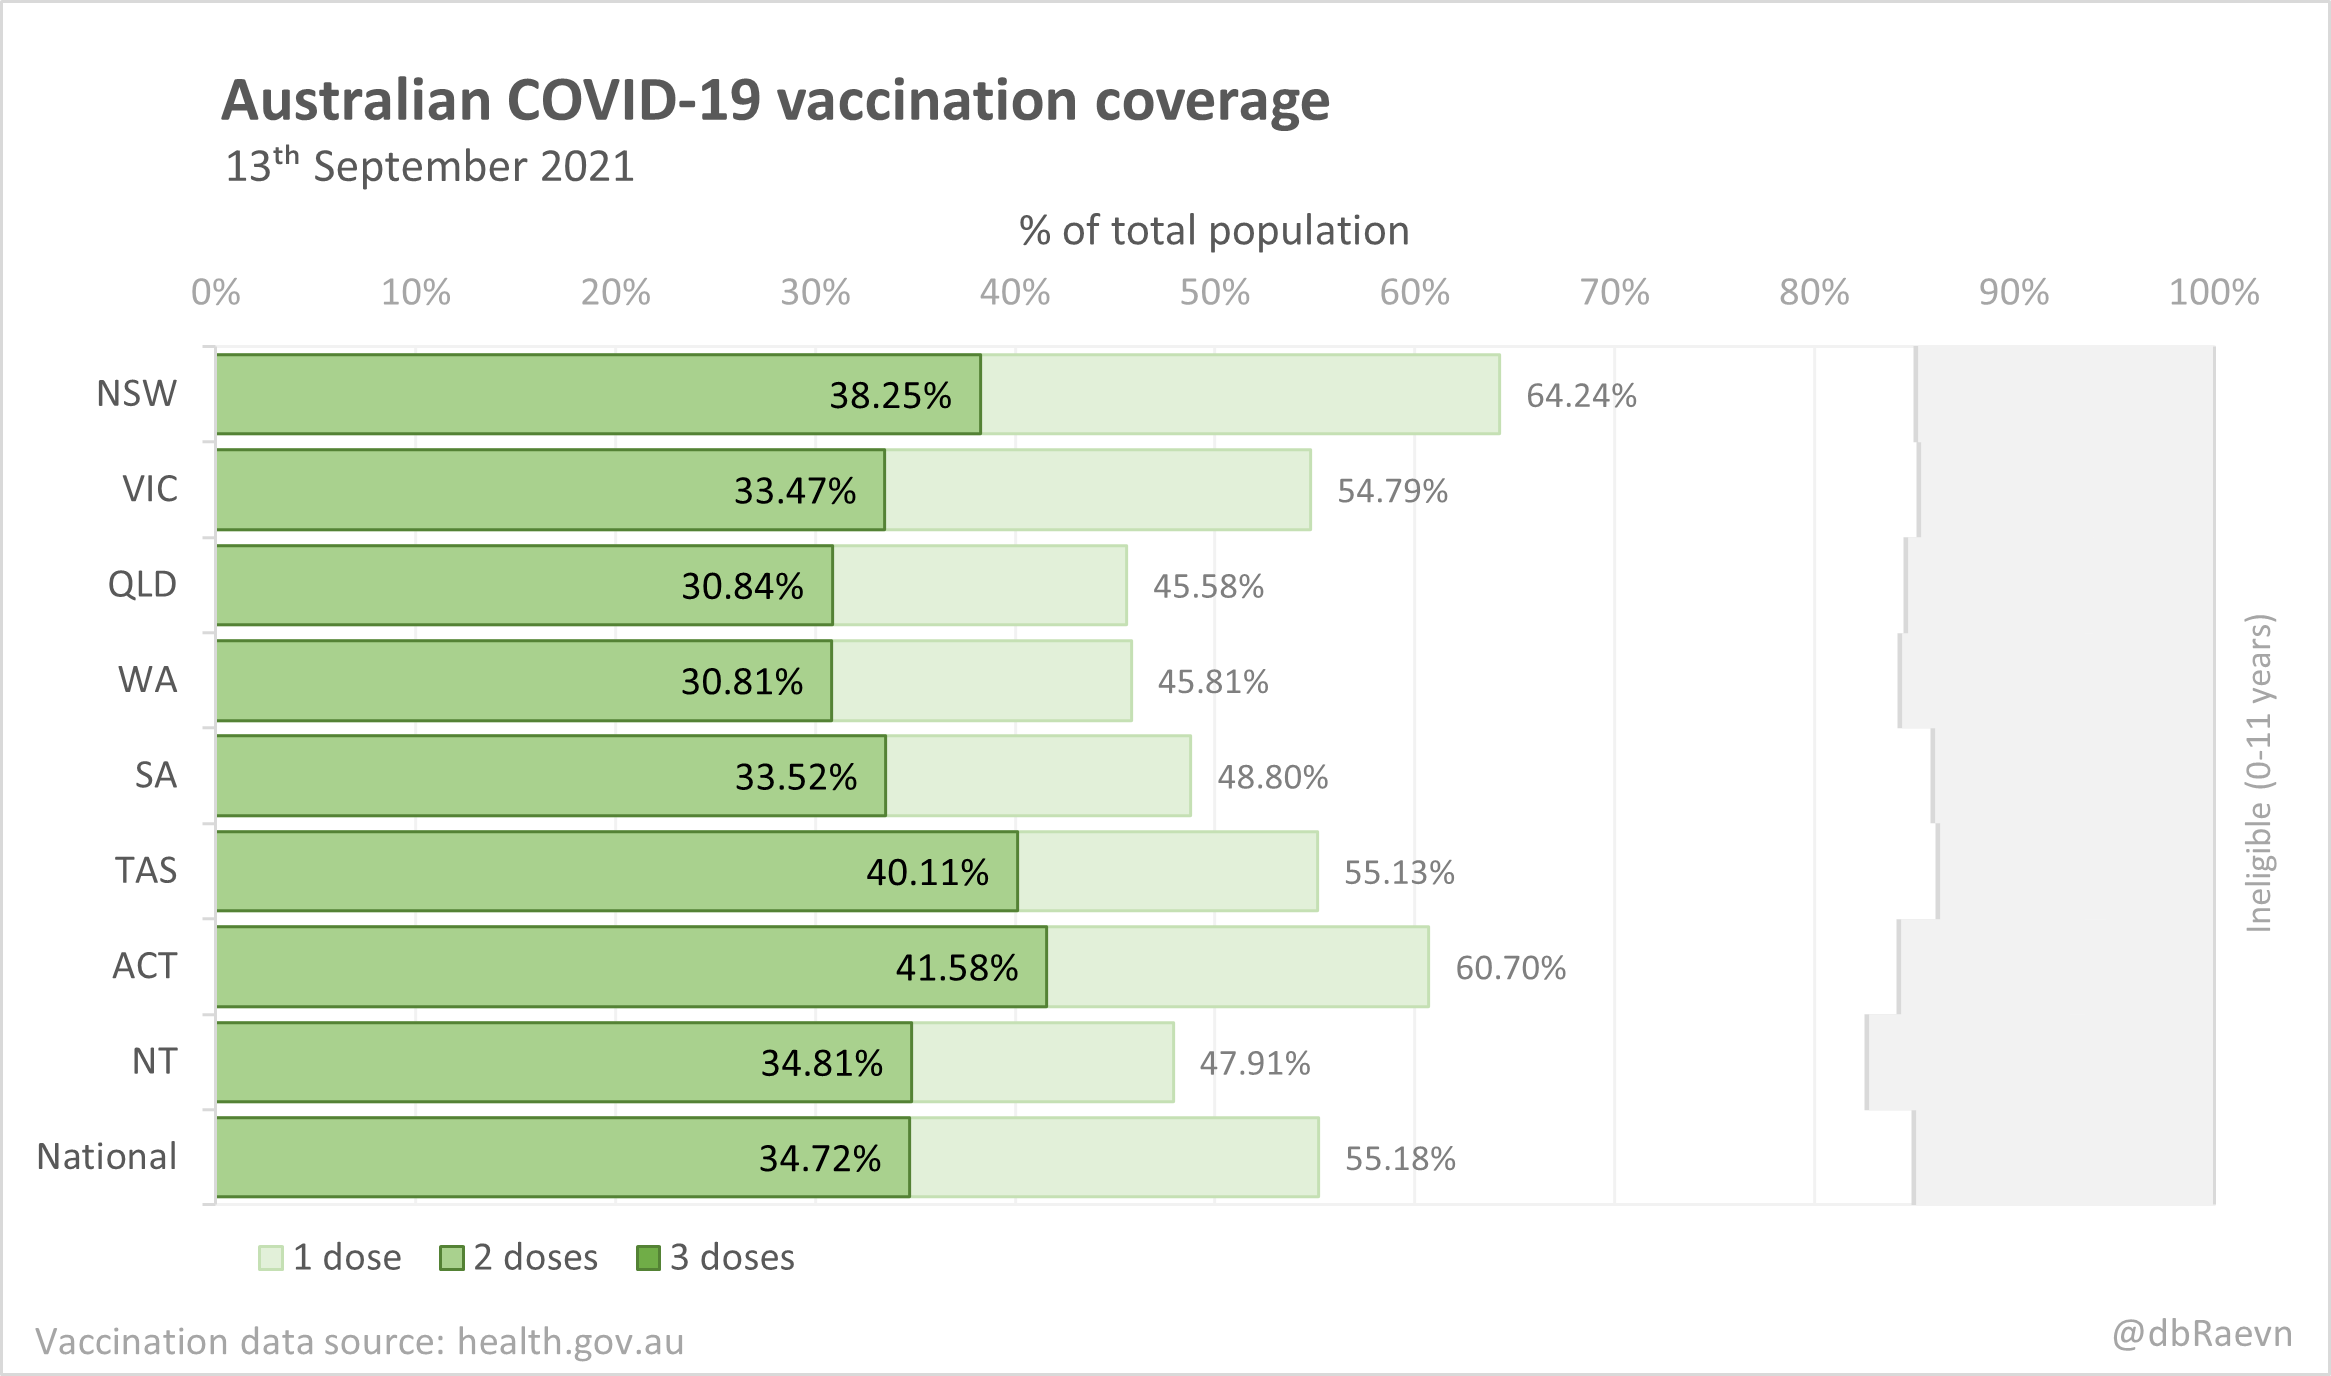 Australian COVID-19 vaccination coverage
13th September 2021
% of total population
0% 10% 20% 30% 40% 50% 60% 70% 80% 90% 100%
NSW 38.25% 64.24%
VIC 33.47% 54.79%
QLD 30.84% 45.58%
WA 30.81% 45.81%
SA 33.52% 48.80%
TAS 40.11% 55.13%
ACT 41.58% 60.70%
NT 34.81% 47.91%
National 34.72% 55.18%
Ineligible (0-11 years)
1 dose 2 doses 3 doses
Vaccination data source: health.gov.au
@dbRaevn